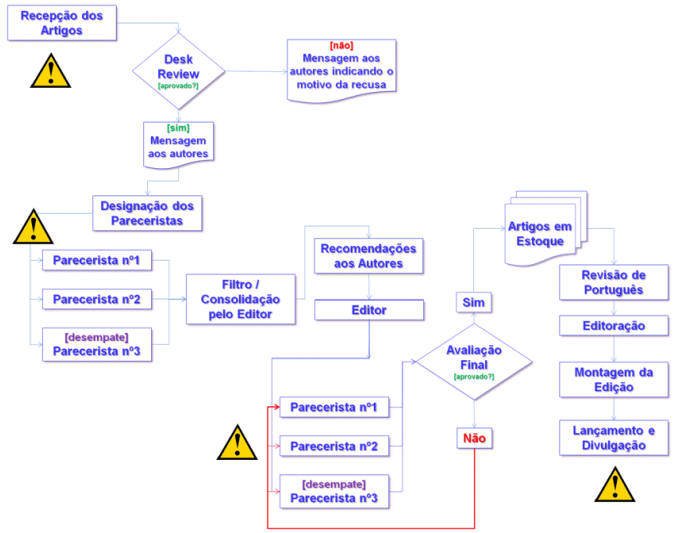 Recepção dos
Artigos
Desk
Review
[aprovado?]
[não]
Mensagem aos
autores indicando o
motivo da recusa
[sim]
Mensagem
aos autores
Designação dos
Pareceristas
Parecerista nº1
Parecerista nº2
[desempate]
Parecerista nº3
Filtro /
Consolidação
pelo Editor
Recomendações
aos Autores
Editor
Parecerista nº1
Parecerista nº2
[desempate]
Parecerista nº3
Avaliação
Final
[aprovado?]
Sim
Não
Artigos em
Estoque
Revisão de
Português
Editoração
Montagem da
Edição
Lançamento e
Divulgação